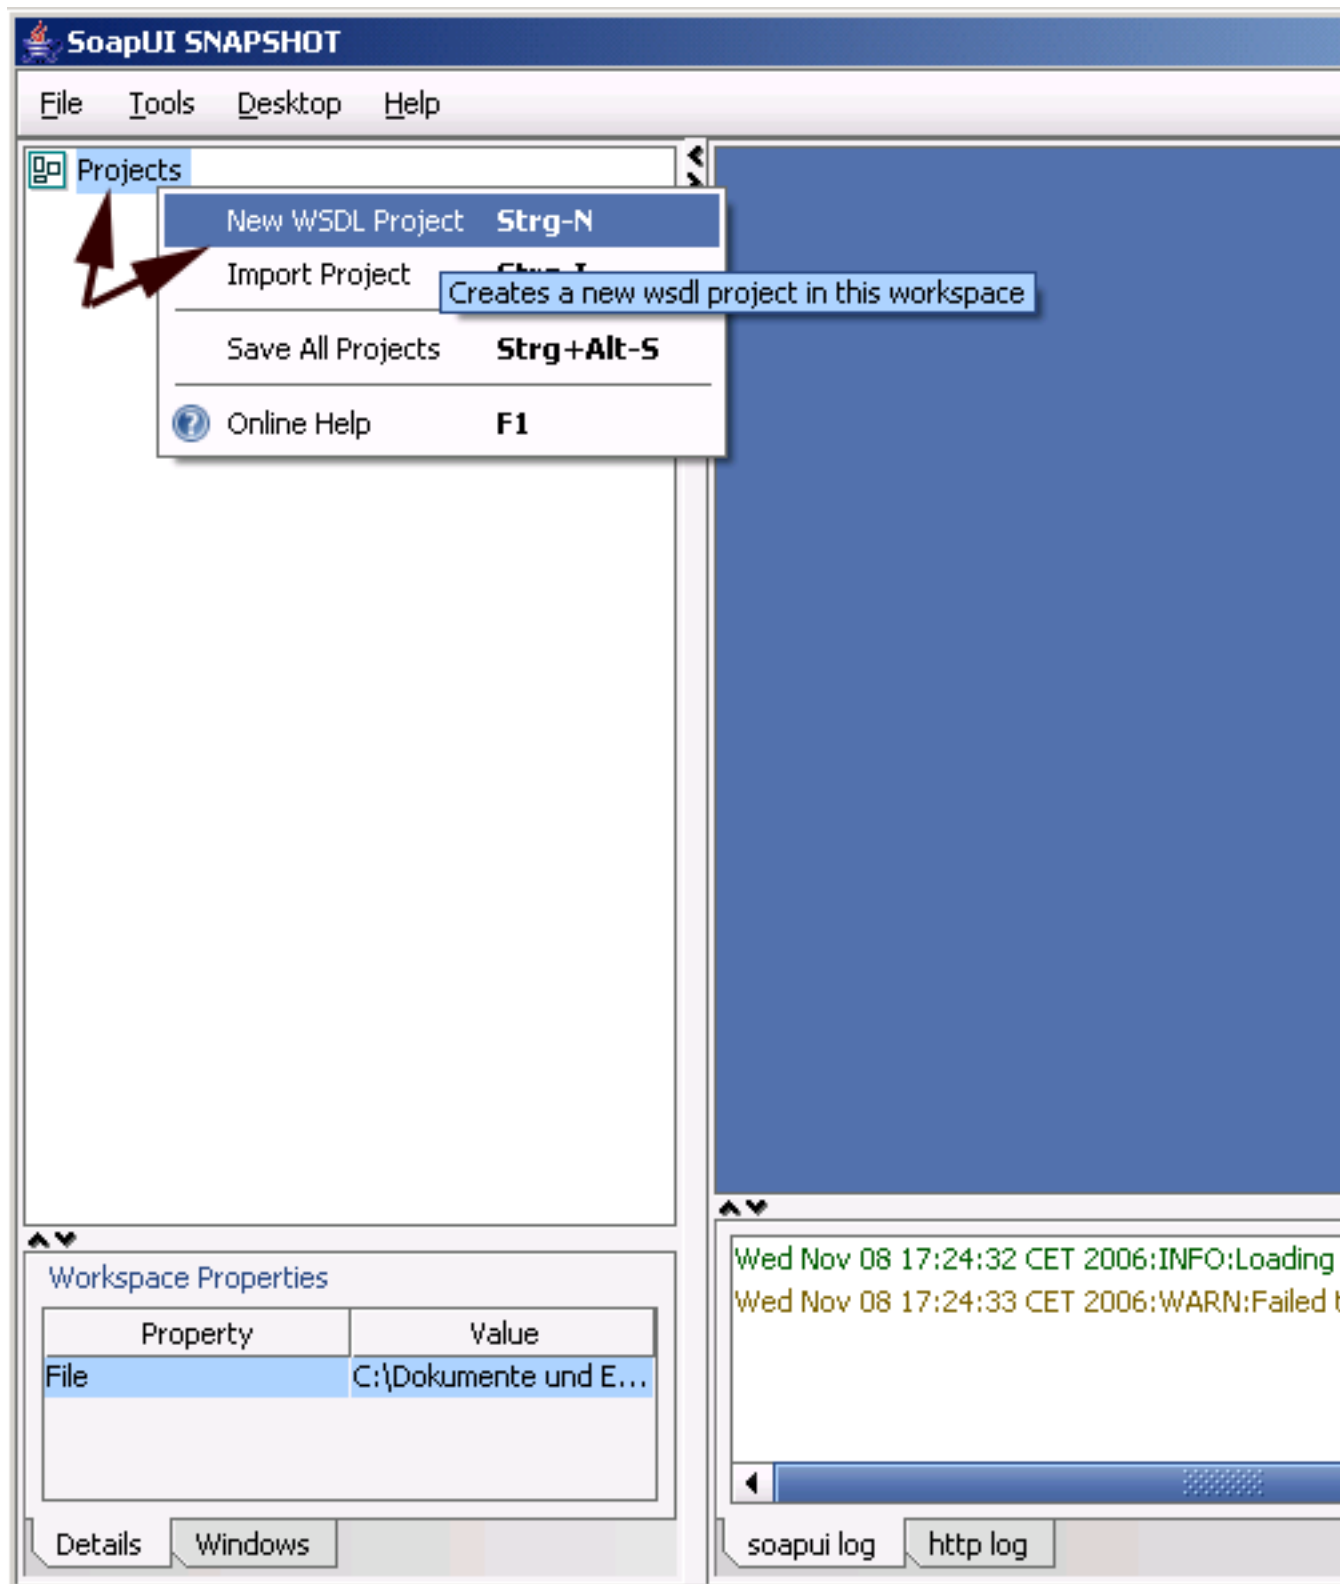 SoapUI SNAPSHOT
File Tools Desktop Help
Projects
New WSDL Project Strg-N
Import Project
Creates a new wsdl project in this workspace
Save All Projects Strg+Alt-S
Online Help F1
Workspace Properties
Property Value
File C:\Dokumente und E...
Details Windows
Wed Nov 08 17:24:32 CET 2006:INFO:Loading
Wed Nov 08 17:24:33 CET 2006:WARN:Failed
soapui log http log